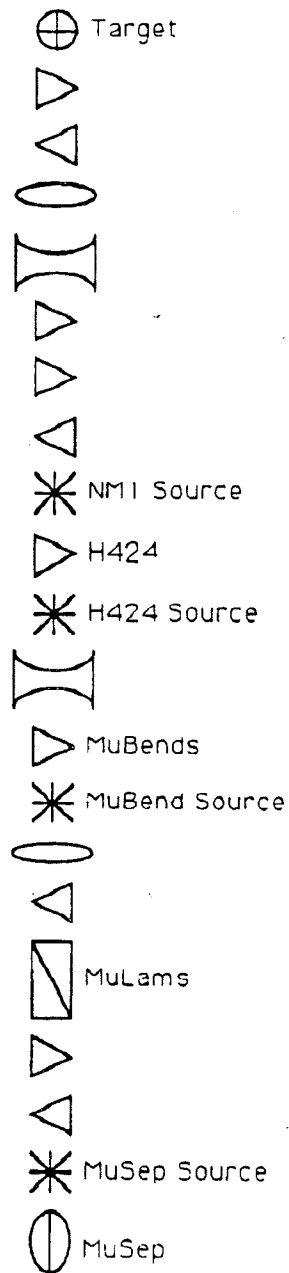 Target
NM1 Source
H424
H424 Source
MuBends
MuBend Source
MuLams
MuSep Source
MuSep